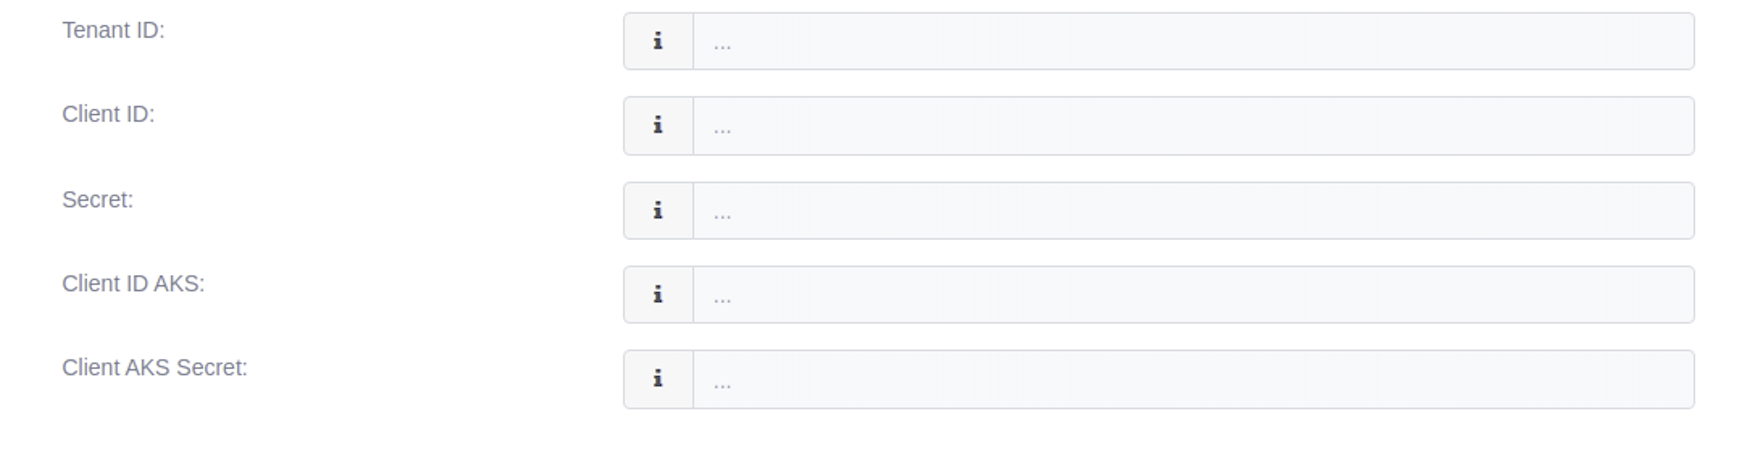 Tenant ID:
i ...
Client ID:
i ...
Secret:
i ...
Client ID AKS:
i ...
Client AKS Secret:
i ...